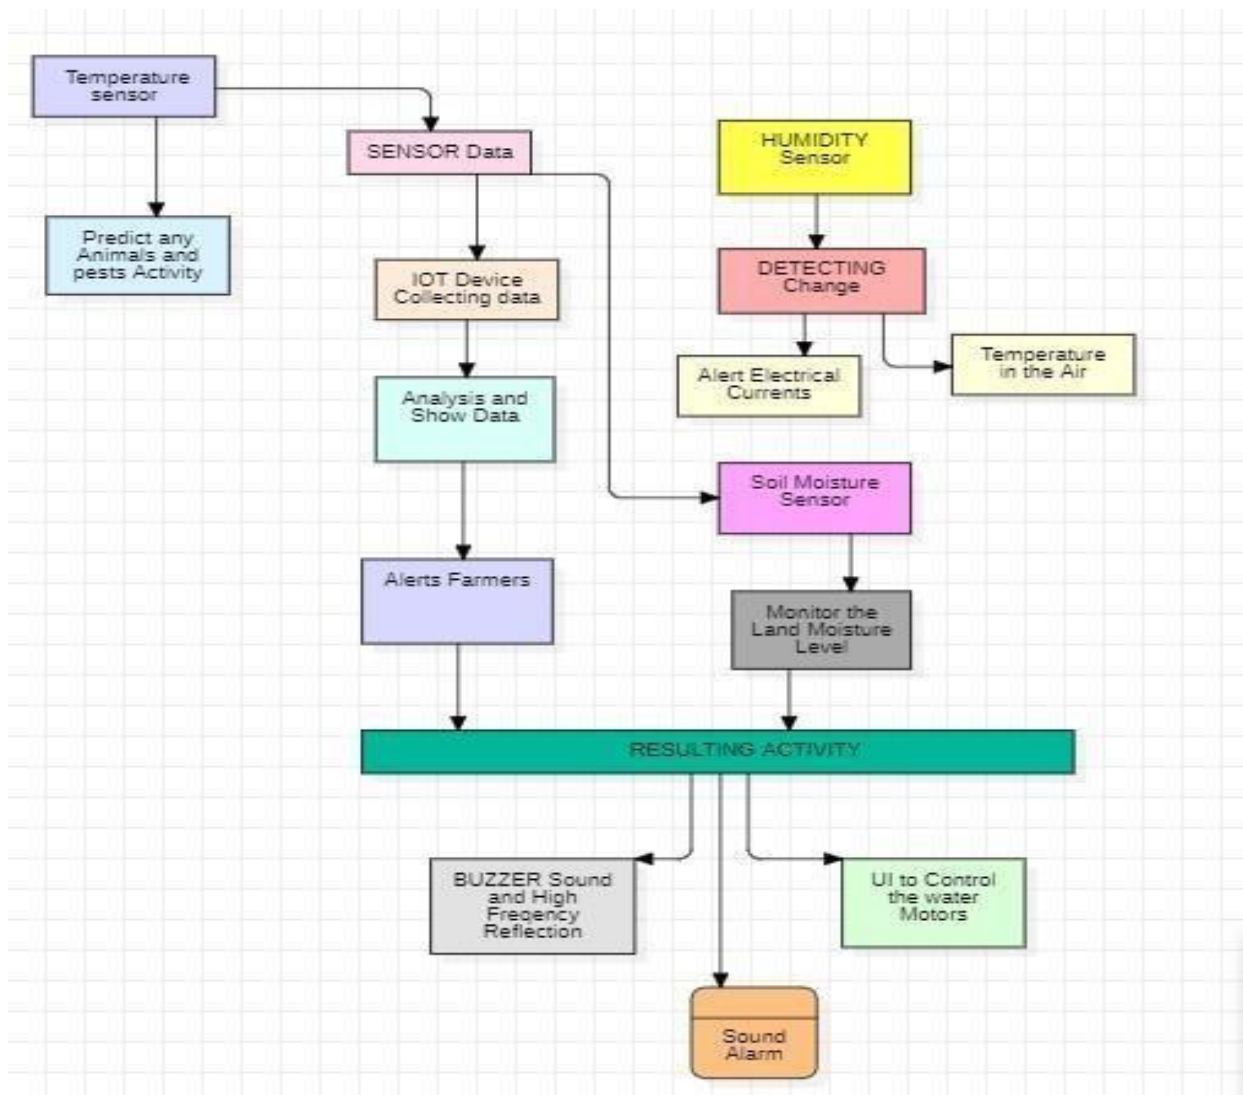 Temperature
sensor
SENSOR Data
HUMIDITY
Sensor
Predict any
Animals and
pests Activity
IOT Device
Collecting data
DETECTING
Change
Temperature
in the Air
Alert Electrical
Currents
Analysis and
Show Data
Soil Moisture
Sensor
Alerts Farmers
Monitor the
Land Moisture
Level
RESULTING ACTIVITY
BUZZER Sound
and High
Freqency
Reflection
UI to Control
the water
Motors
Sound
Alarm